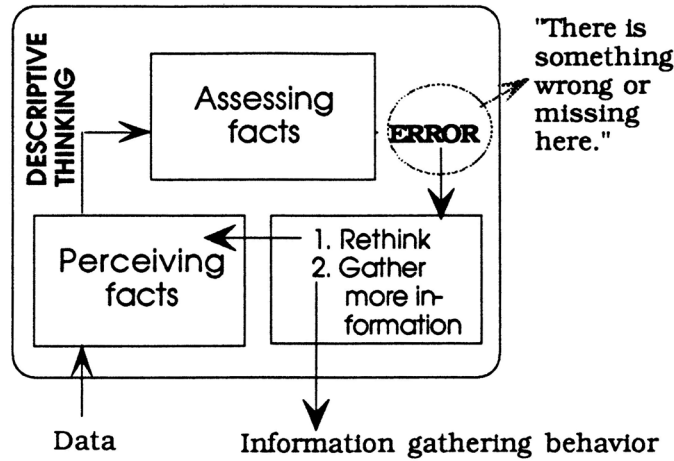 DESCRIPTIVE
THINKING
Assessing
facts
ERROR
"There is
something
wrong or
missing
here."
Perceiving
facts
1. Rethink
2. Gather
more in-
formation
Data
Information gathering behavior